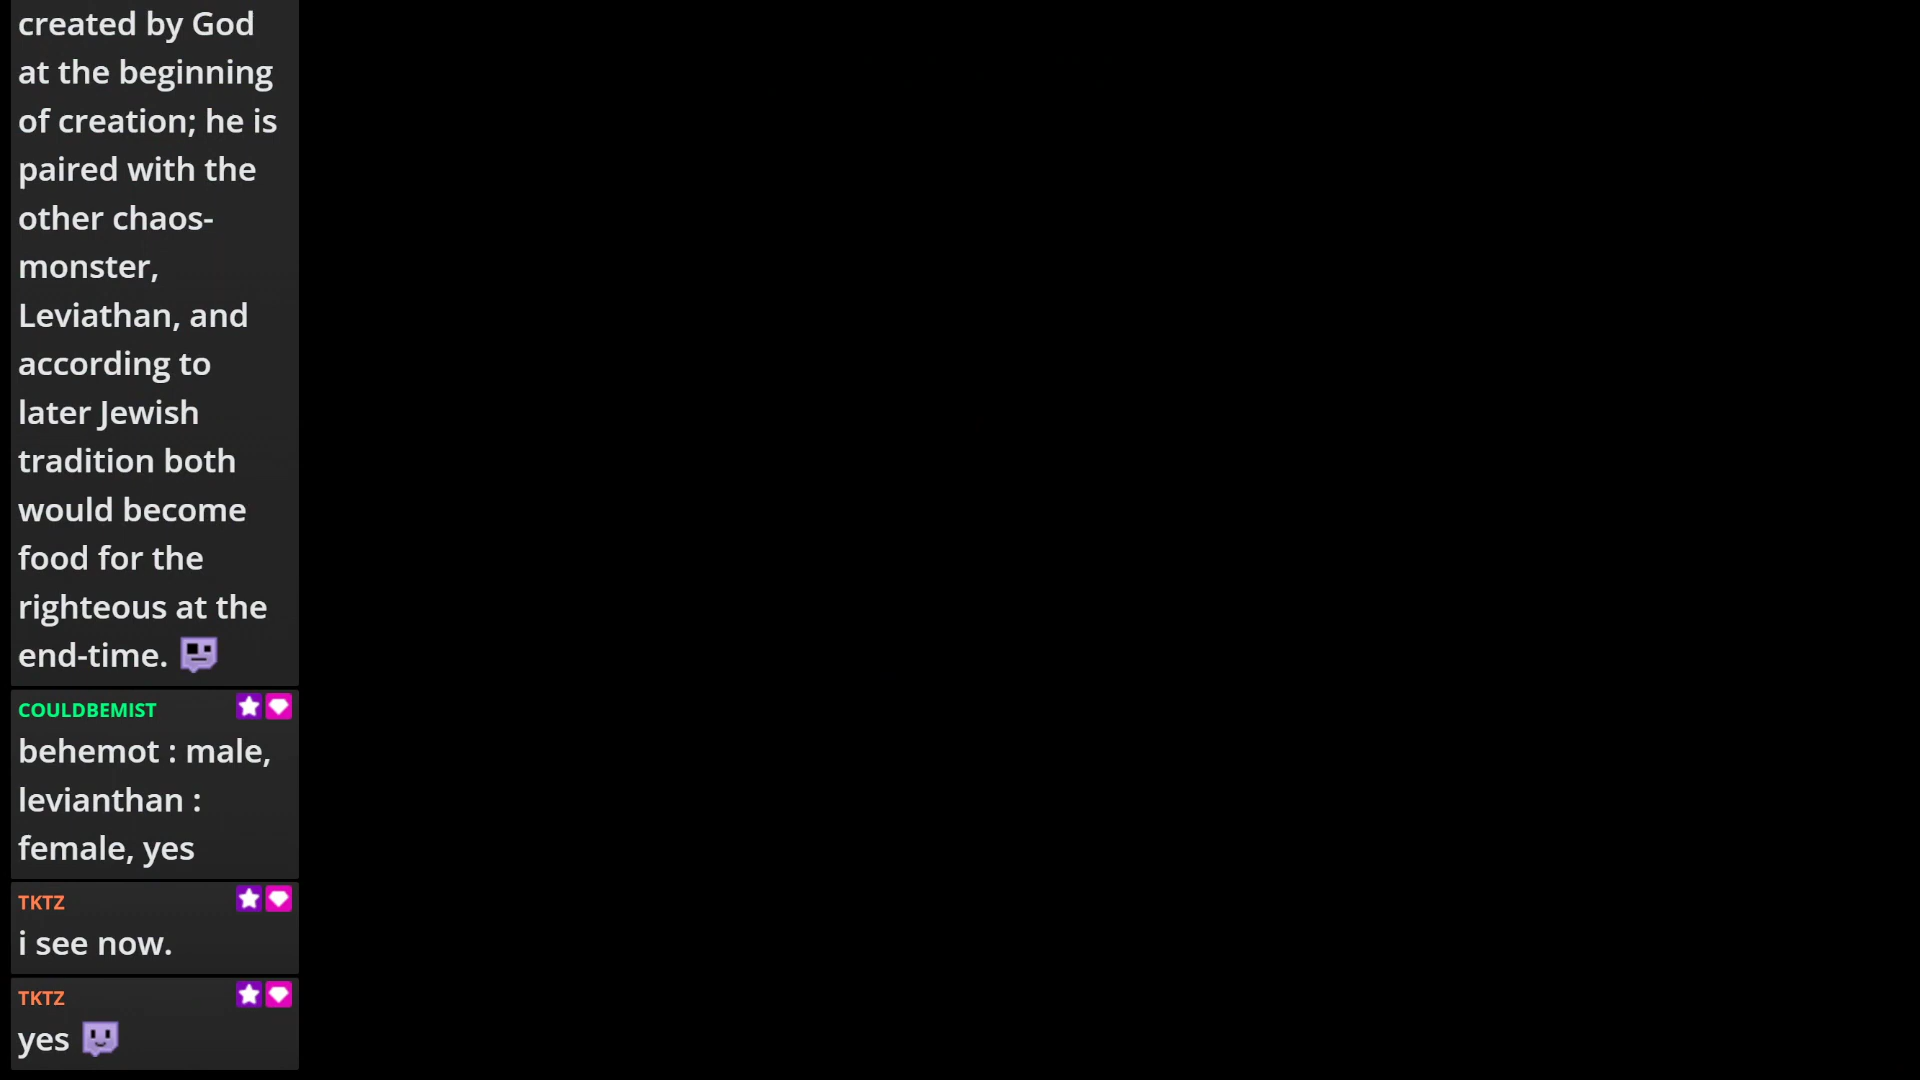 created by God
at the beginning
of creation; he is
paired with the
other chaos-
monster,
Leviathan, and
according to
later Jewish
tradition both
would become
food for the
righteous at the
end-time.
COULDBEMIST
behemot : male,
levianthan :
female, yes
TKTZ
i see now.
TKTZ
yes